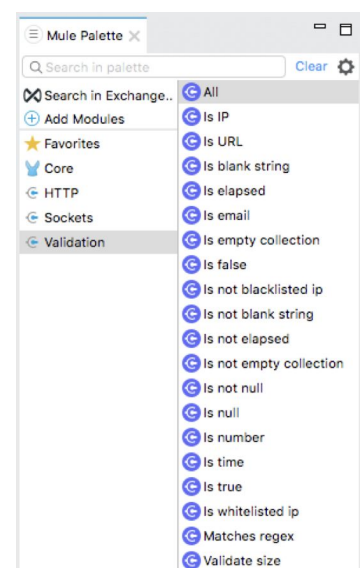 Mule Palette
Search in palette
Clear
Search in Exchange..
Add Modules
Favorites
Core
HTTP
Sockets
Validation
All
Is IP
Is URL
Is blank string
Is elapsed
Is email
Is empty collection
Is false
Is not blacklisted ip
Is not blank string
Is not elapsed
Is not empty collection
Is not null
Is null
Is number
Is time
Is true
Is whitelisted ip
Matches regex
Validate size